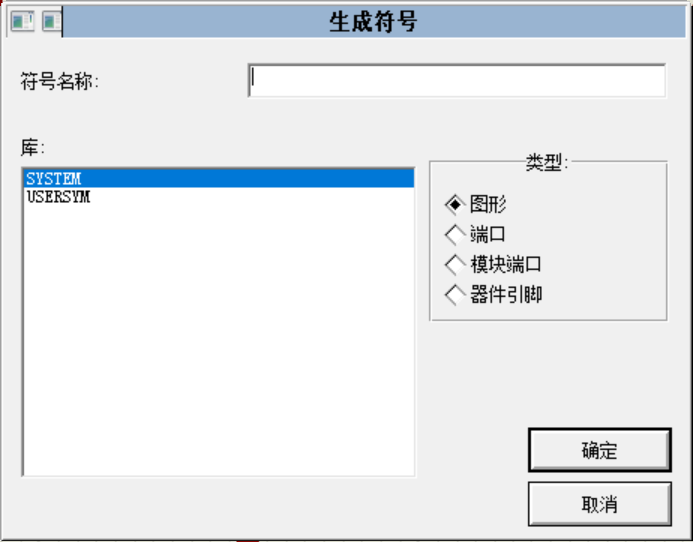 生成符号
符号名称:
库:
SYSTEM
USERSYM
类型:
图形
端口
模块端口
器件引脚
确定
取消